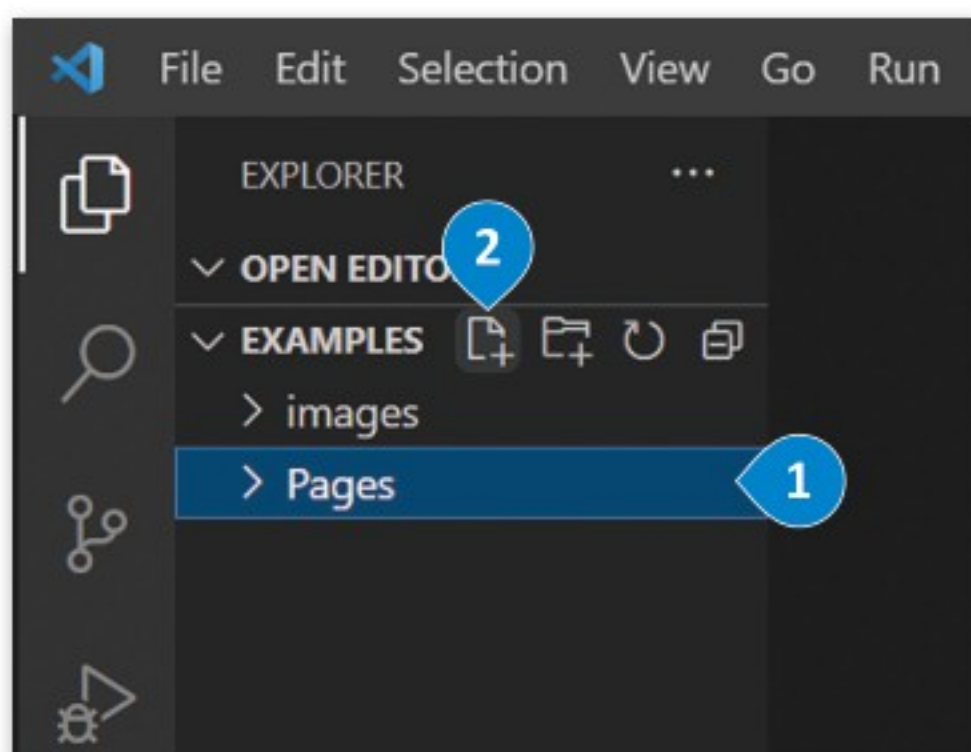 File Edit Selection View Go Run
EXPLORER ...
2
OPEN EDITO
EXAMPLES
images
Pages 1